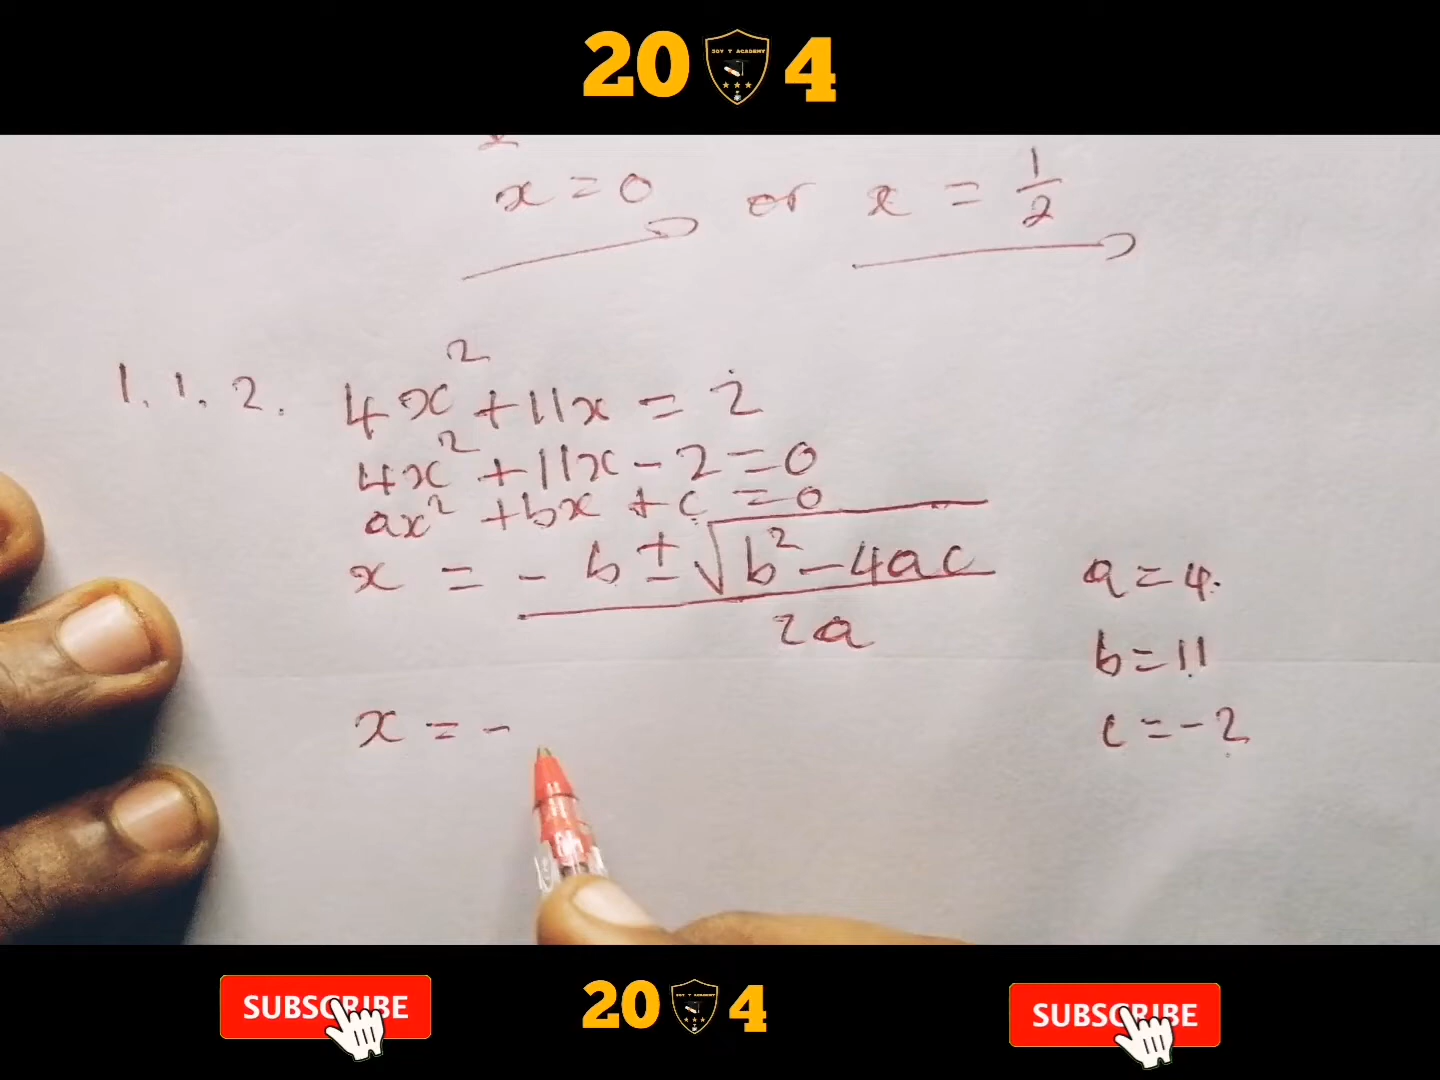 20 4
x = 0 or x = 1/2
1.1.2. 4x² + 11x = 2
4x² + 11x - 2 = 0
ax² + bx + c = 0
x = - b ± √b² - 4ac / 2a
a = 4.
b = 11
c = - 2
x = -
SUBSCRIBE
20 4
SUBSCRIBE